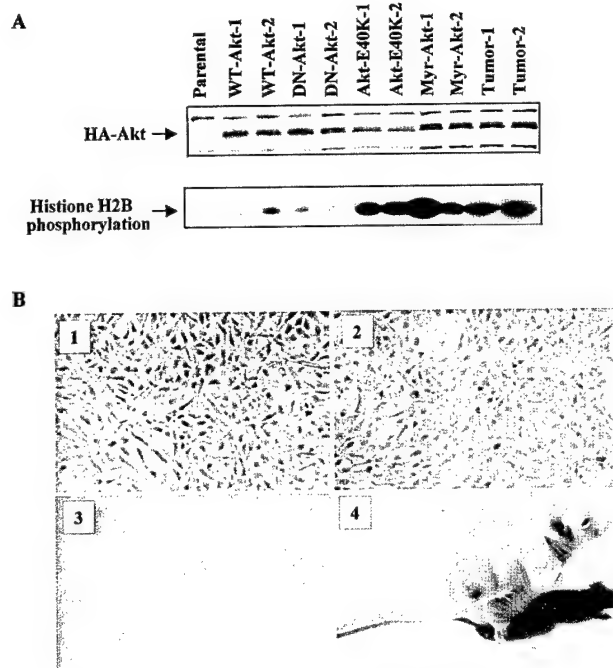 A
Parental
WT-Akt-1
WT-Akt-2
DN-Akt-1
DN-Akt-2
Akt-E40K-1
Akt-E40K-2
Myr-Akt-1
Myr-Akt-2
Tumor-1
Tumor-2
HA-Akt
Histione H2B
phosphorylation
B
1
2
3
4